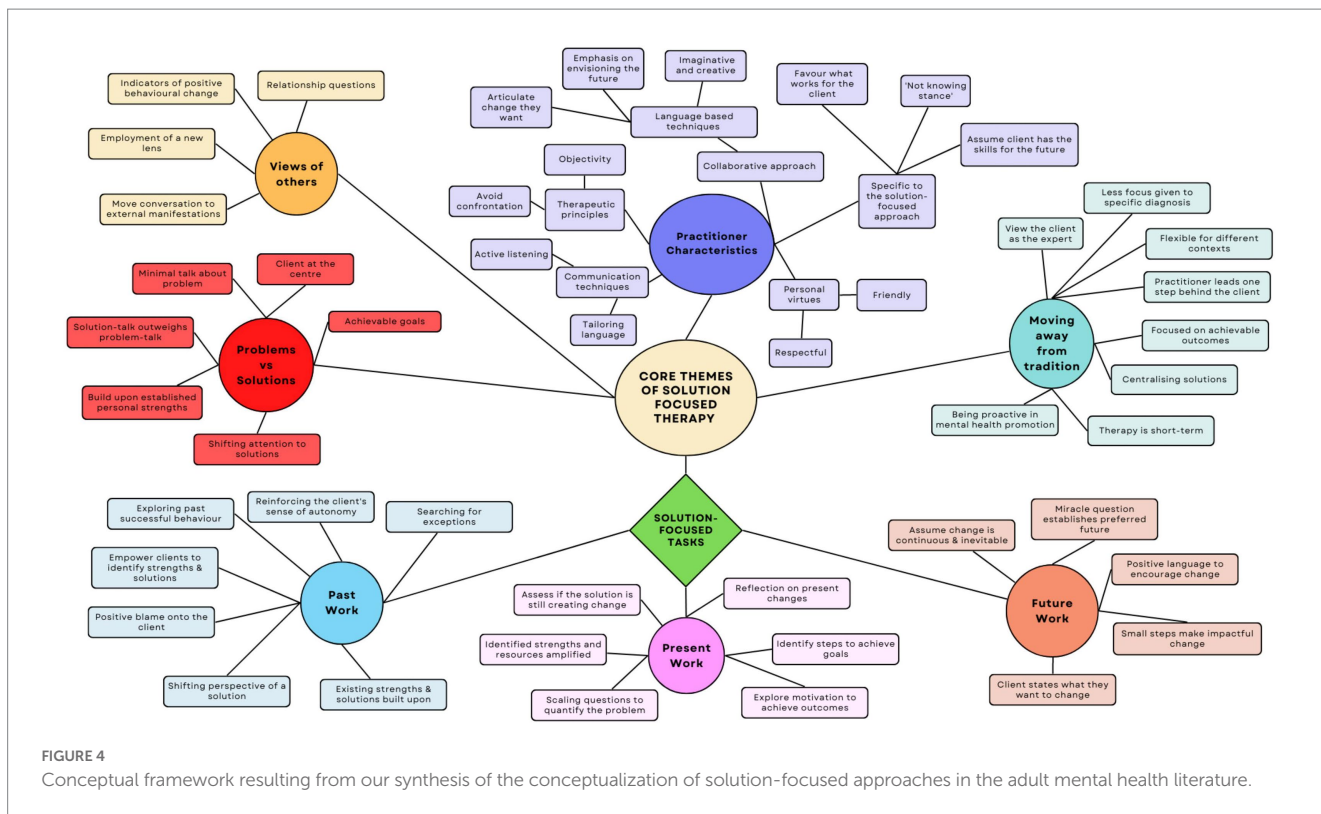 Indicators of positive
behavioural change
Relationship questions
Employment of a new
lens
Move conversation to
external manifestations
Views of
others
Emphasis on
envisioning the
future
Imaginative
and creative
Articulate
change they
want
Language based
techniques
Favour what
works for the
client
'Not knowing
stance'
Assume client has
the skills for the
future
Objectivity
Collaborative approach
Specific to
the solution-
focused
approach
Avoid
confrontation
Therapeutic
principles
Practitioner
Characteristics
Active listening
Communication
techniques
Tailoring
language
Personal
virtues
Friendly
Respectful
Less focus given to
specific diagnosis
View the client
as the expert
Flexible for different
contexts
Practitioner leads one
step behind the client
Moving
away
from
tradition
Focused on achievable
outcomes
Centralising solutions
Being proactive in
mental health promotion
Therapy is short-term
Client at the
centre
Minimal talk about
problem
Achievable goals
Solution-talk outweighs
problem-talk
Problems
vs
Solutions
Build upon established
personal strengths
Shifting attention to
solutions
CORE THEMES
OF SOLUTION
FOCUSED
THERAPY
SOLUTION-
FOCUSED
TASKS
Reinforcing the client's
sense of autonomy
Exploring past
successful behaviour
Searching for
exceptions
Empower clients to
identify strengths &
solutions
Past
Work
Positive blame onto the
client
Shifting perspective of a
solution
Existing strengths &
solutions built upon
Assess if the solution is
still creating change
Reflection on present
changes
Identified strengths and
resources amplified
Present
Work
Identify steps to achieve
goals
Scaling questions to
quantify the problem
Explore motivation to
achieve outcomes
Miracle question
establishes preferred
future
Assume change is
continuous & inevitable
Positive language to
encourage change
Future
Work
Small steps make impactful
change
Client states what they
want to change
FIGURE 4
Conceptual framework resulting from our synthesis of the conceptualization of solution-focused approaches in the adult mental health literature.